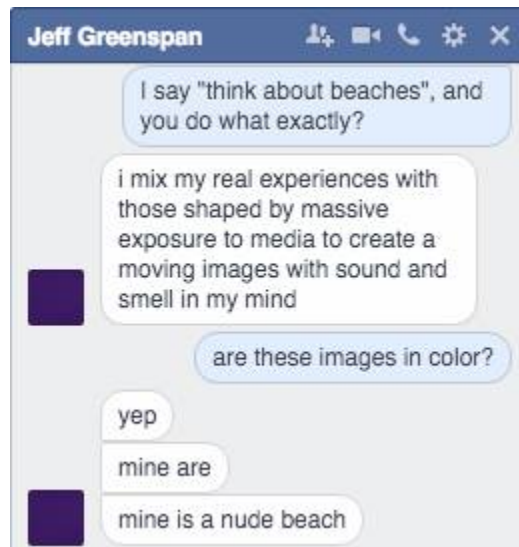 Jeff Greenspan
I say "think about beaches", and
you do what exactly?
i mix my real experiences with
those shaped by massive
exposure to media to create a
moving images with sound and
smell in my mind
are these images in color?
yep
mine are
mine is a nude beach